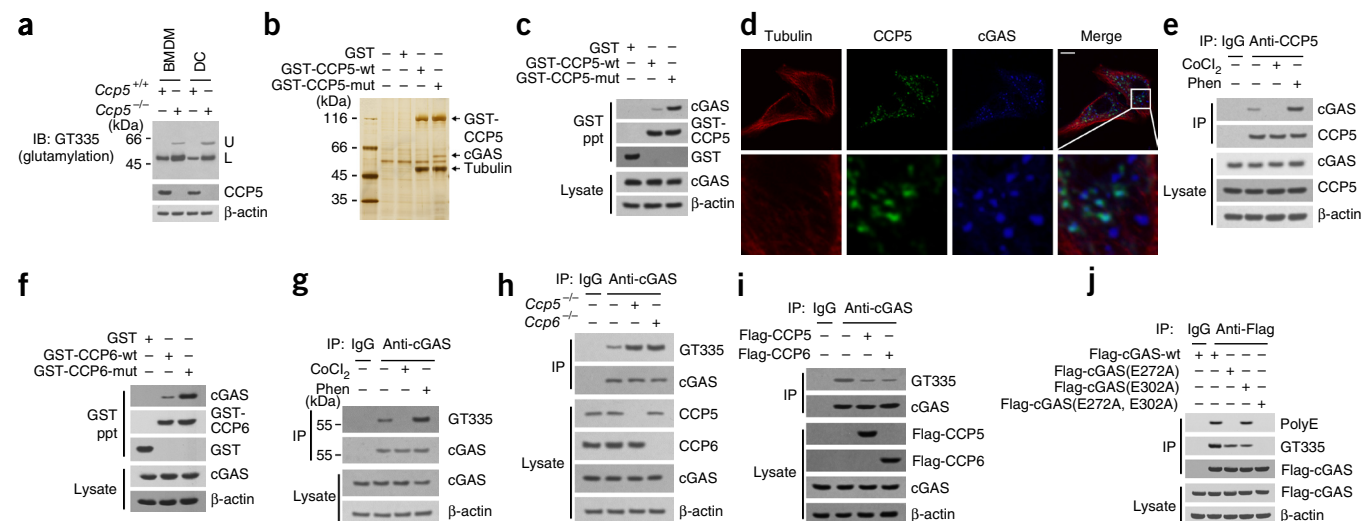 a
BMDM
DC
Ccp5 +/+ + – + –
Ccp5 –/– – + – +
(kDa)
IB: GT335
(glutamylation)
66
45
U
L
CCP5
β-actin
b
GST – + – –
GST-CCP5-wt – – + –
GST-CCP5-mut – – – +
(kDa)
116
66
45
35
GST-
CCP5
cGAS
Tubulin
c
GST + – –
GST-CCP5-wt – + –
GST-CCP5-mut – – +
GST
ppt
cGAS
GST-
CCP5
GST
Lysate
cGAS
β-actin
d
Tubulin CCP5 cGAS Merge
e
IP: IgG Anti-CCP5
CoCl2 – – + –
Phen – – – +
IP
cGAS
CCP5
Lysate
cGAS
CCP5
β-actin
f
GST + – –
GST-CCP6-wt – + –
GST-CCP6-mut – – +
GST
ppt
cGAS
GST-
CCP6
GST
Lysate
cGAS
β-actin
g
IP: IgG Anti-cGAS
CoCl2 – – + –
Phen – – – +
(kDa)
IP
55
55
GT335
cGAS
Lysate
cGAS
β-actin
h
IP: IgG Anti-cGAS
Ccp5 –/– – – + –
Ccp6 –/– – – – +
IP
GT335
cGAS
Lysate
CCP5
CCP6
cGAS
β-actin
i
IP: IgG Anti-cGAS
Flag-CCP5 – – + –
Flag-CCP6 – – – +
IP
GT335
cGAS
Lysate
Flag-CCP5
Flag-CCP6
cGAS
β-actin
j
IP: IgG Anti-Flag
Flag-cGAS-wt + + – – –
Flag-cGAS(E272A) – – + – –
Flag-cGAS(E302A) – – – + –
Flag-cGAS(E272A, E302A) – – – – +
IP
PolyE
GT335
Flag-cGAS
Lysate
Flag-cGAS
β-actin